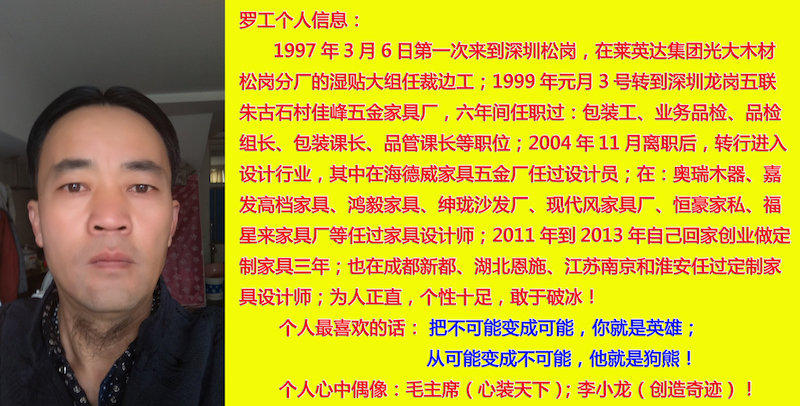 罗工个人信息：
1997 年 3 月 6 日第一次来到深圳松岗，在莱英达集团光大木材
松岗分厂的湿贴大组任裁边工；1999 年元月 3 号转到深圳龙岗五联
朱古石村佳峰五金家具厂，六年间任职过：包装工、业务品检、品检
组长、包装课长、品管课长等职位；2004 年 11 月离职后，转行进入
设计行业，其中在海德威家具五金厂任过设计员；在：奥瑞木器、嘉
发高档家具、鸿毅家具、绅珑沙发厂、现代风家具厂、恒豪家私、福
星来家具厂等任过家具设计师；2011 年到 2013 年自己回家创业做定
制家具三年；也在成都新都、湖北恩施、江苏南京和淮安任过定制家
具设计师；为人正直，个性十足，敢于破冰！
个人最喜欢的话： 把不可能变成可能，你就是英雄；
从可能变成不可能，他就是狗熊！
个人心中偶像：毛主席（心装天下）；李小龙（创造奇迹）！